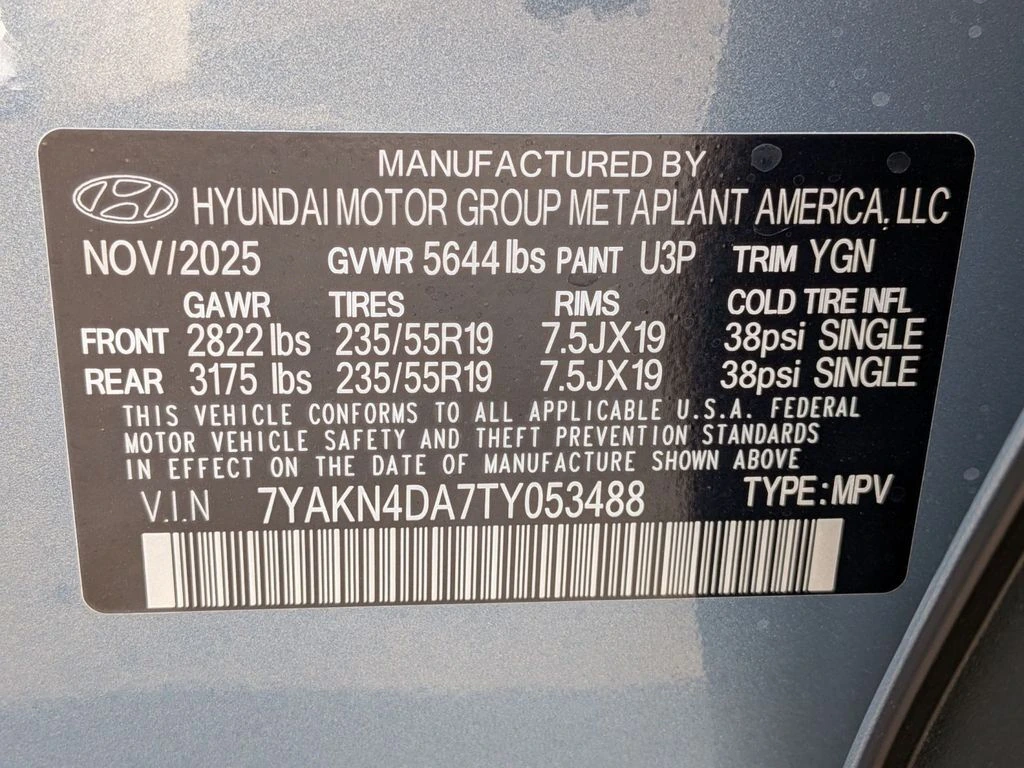 MANUFACTURED BY
HYUNDAI MOTOR GROUP METAPLANT AMERICA, LLC
NOV/2025 GVWR 5644 lbs PAINT U3P TRIM YGN
GAWR TIRES RIMS COLD TIRE INFL
FRONT 2822 lbs 235/55R19 7.5JX19 38psi SINGLE
REAR 3175 lbs 235/55R19 7.5JX19 38psi SINGLE
THIS VEHICLE CONFORMS TO ALL APPLICABLE U.S.A. FEDERAL
MOTOR VEHICLE SAFETY AND THEFT PREVENTION STANDARDS
IN EFFECT ON THE DATE OF MANUFACTURE SHOWN ABOVE
V.I.N 7YAKN4DA7TY053488 TYPE: MPV